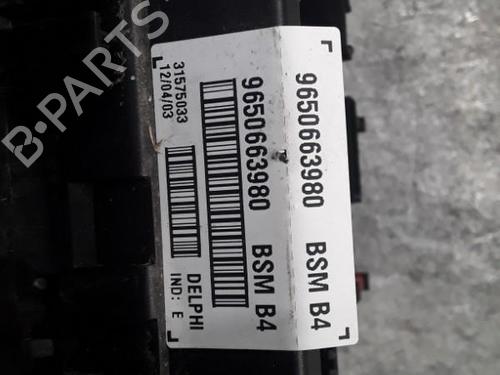 9650663980 BSM B4
9650663980 BSM B4
31575033
12/04/03
DELPHI
IND: E
B-PARTS